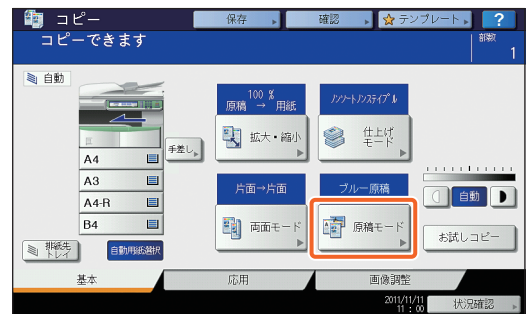 コピー
保存
確認
テンプレート
?
コピーできます
部数
1
自動
100 %
原稿 → 用紙
ノンソートノンステイプル
拡大・縮小
仕上げ
モード
手差し
A4
A3
A4-R
B4
片面→片面
ブルー原稿
両面モード
原稿モード
自動
お試しコピー
排紙先
トレイ
自動用紙選択
基本
応用
画像調整
2011/11/11
11:00
状況確認